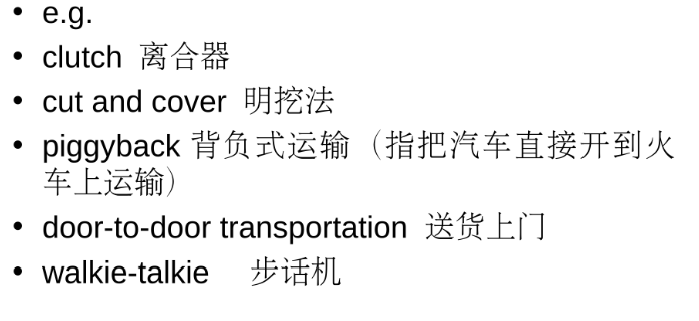 • e.g.
• clutch 离合器
• cut and cover 明挖法
• piggyback 背负式运输（指把汽车直接开到火
车上运输）
• door-to-door transportation 送货上门
• walkie-talkie 步话机